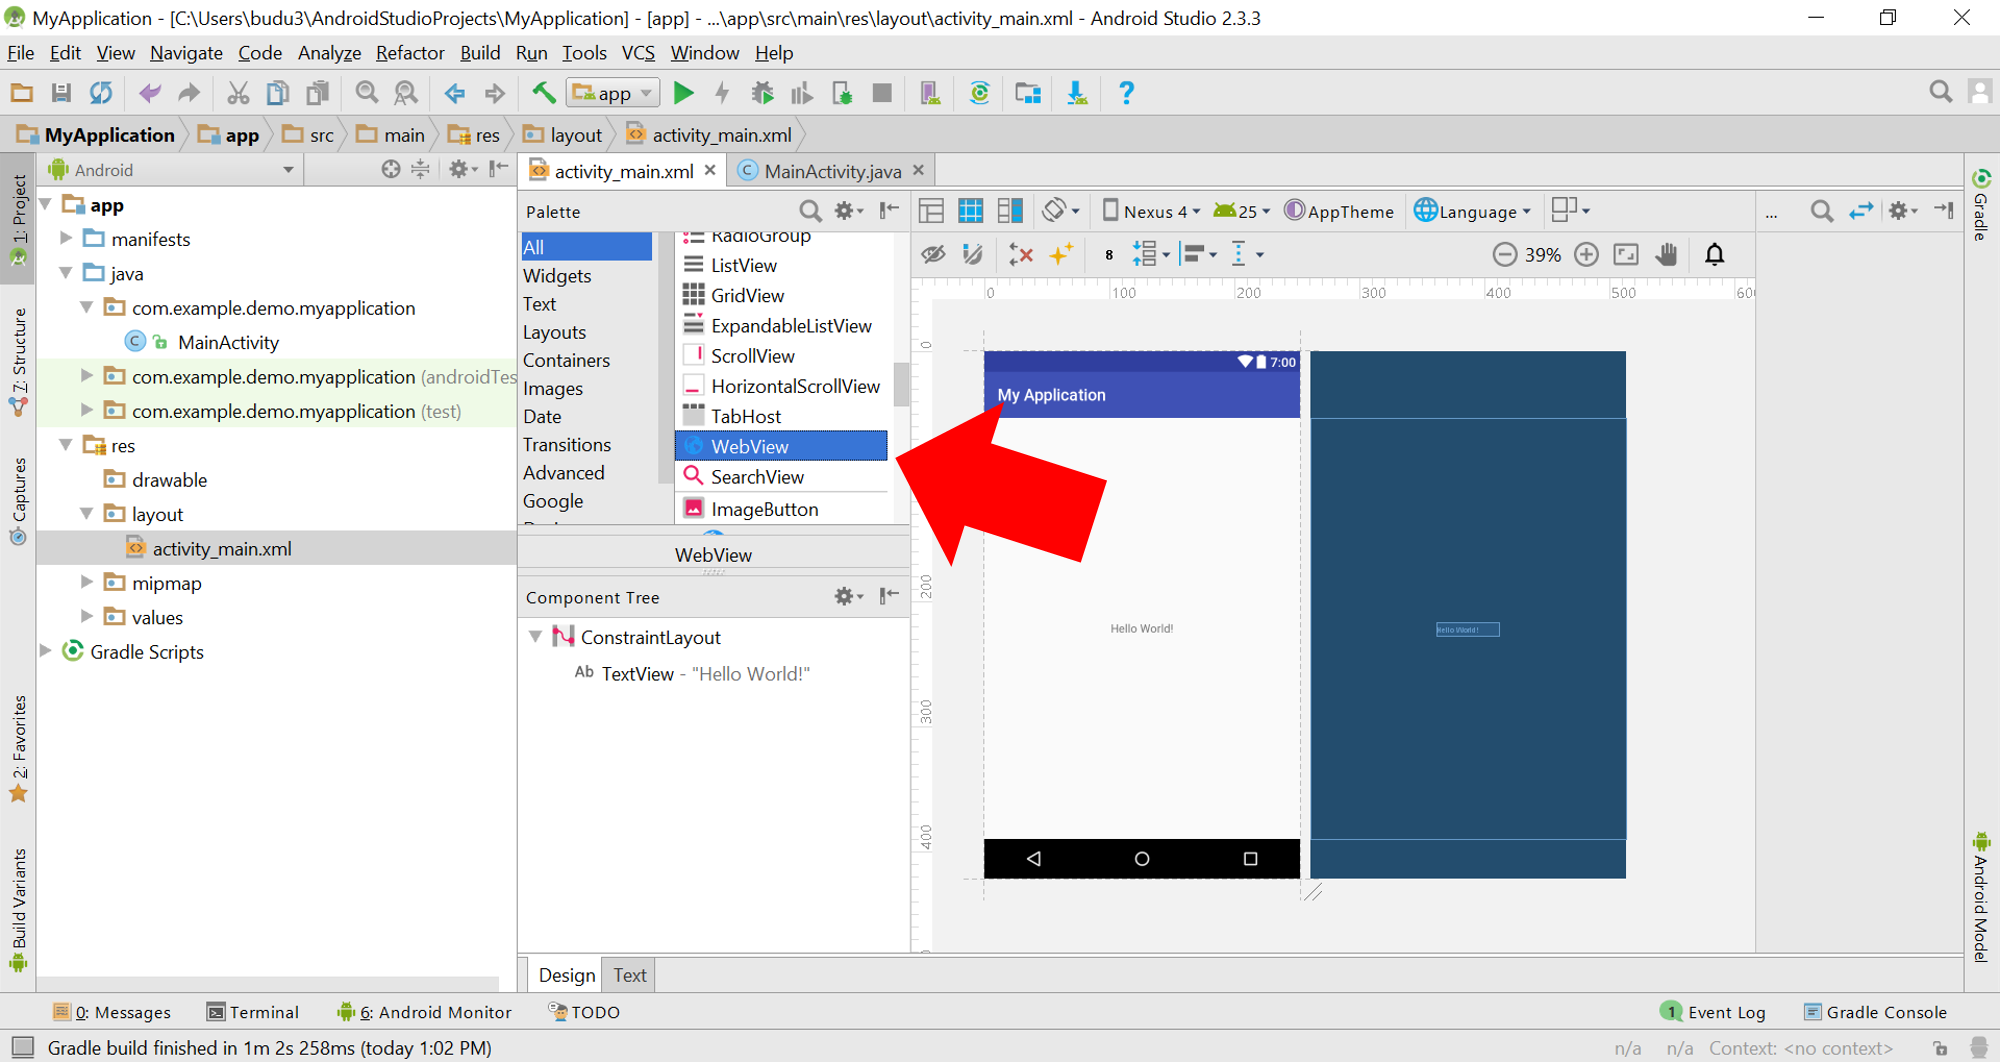 MyApplication - [C:\Users\budu3\AndroidStudioProjects\MyApplication] - [app] - ...\app\src\main\res\layout\activity_main.xml - Android Studio 2.3.3
File Edit View Navigate Code Analyze Refactor Build Run Tools VCS Window Help
app
MyApplication app src main res layout activity_main.xml
Android
activity_main.xml MainActivity.java
1: Project
7: Structure
Captures
2: Favorites
Build Variants
app
manifests
java
com.example.demo.myapplication
MainActivity
com.example.demo.myapplication (androidTes
com.example.demo.myapplication (test)
res
drawable
layout
activity_main.xml
mipmap
values
Gradle Scripts
Palette
All
Widgets
Text
Layouts
Containers
Images
Date
Transitions
Advanced
Google
RadioGroup
ListView
GridView
ExpandableListView
ScrollView
HorizontalScrollView
TabHost
WebView
SearchView
ImageButton
WebView
Component Tree
ConstraintLayout
Ab TextView - "Hello World!"
Nexus 4 25 AppTheme Language ...
8 39%
0 100 200 300 400 500 600
0
200
300
400
7:00
My Application
Hello World!
Hello World!
Design Text
Gradle
Android Model
0: Messages Terminal 6: Android Monitor TODO
1 Event Log Gradle Console
Gradle build finished in 1m 2s 258ms (today 1:02 PM)
n/a n/a Context: <no context>